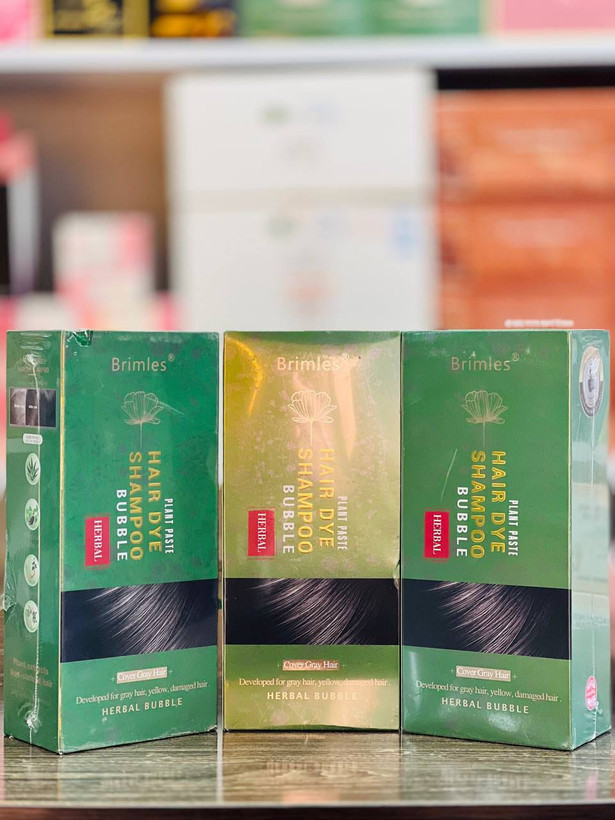 Brimles®
PLANT PASTE
HAIR DYE
SHAMPOO
BUBBLE
HERBAL
Cover Gray Hair
Developed for gray hair, yellow, damaged hair
HERBAL BUBBLE
Brimles®
PLANT PASTE
HAIR DYE
SHAMPOO
BUBBLE
HERBAL
Cover Gray Hair
Developed for gray hair, yellow, damaged hair.
HERBAL BUBBLE
Brimles®
PLANT PASTE
HAIR DYE
SHAMPOO
BUBBLE
HERBAL
Cover Gray Hair
Developed for gray hair, yellow, damaged hair.
HERBAL BUBBLE